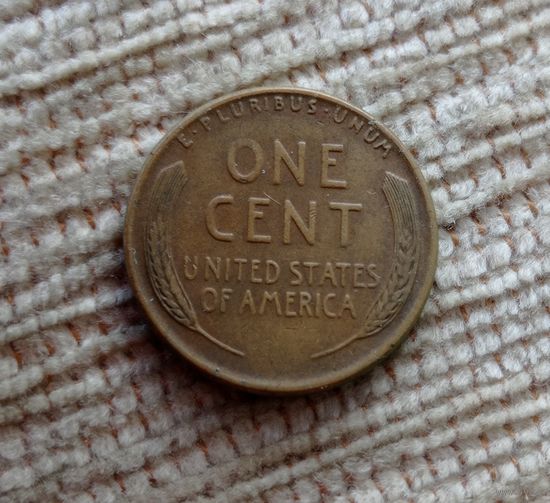 E·PLURIBUS·UNUM
ONE
CENT
UNITED STATES
OF AMERICA